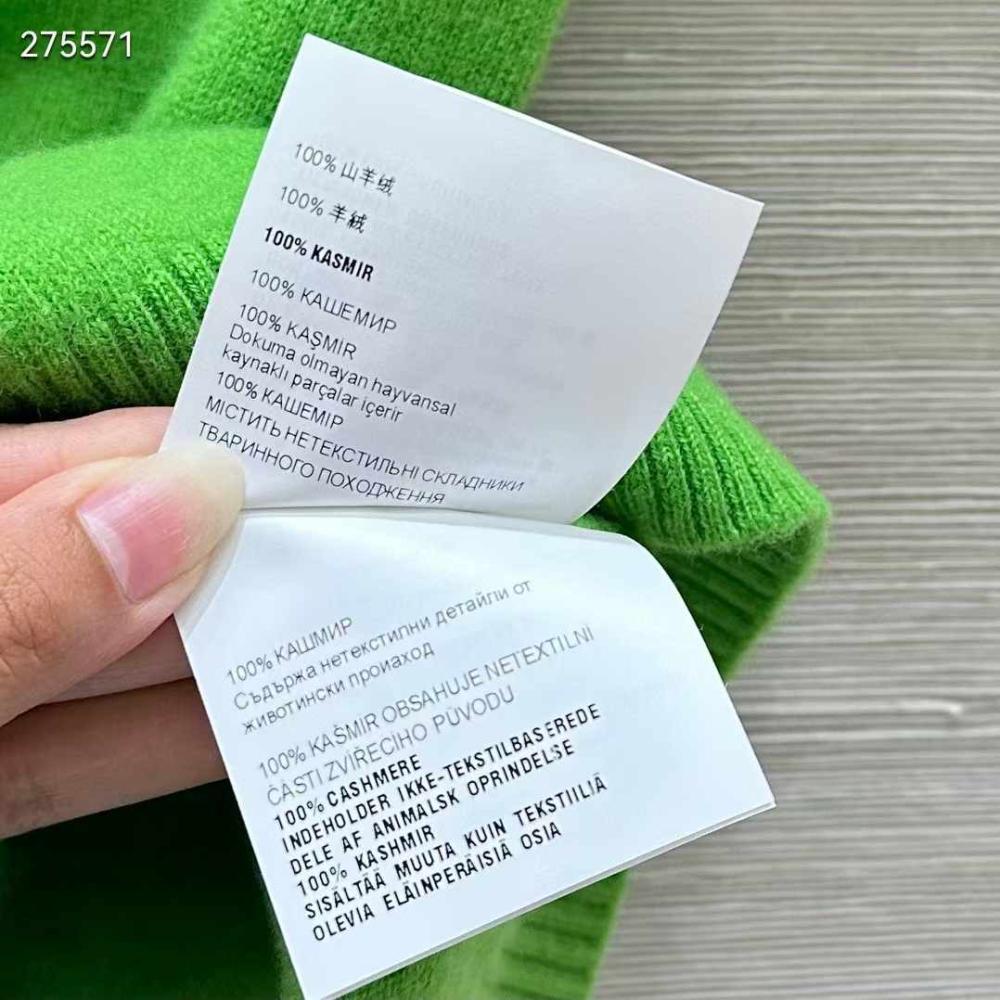 275571
100% 山羊绒
100% 羊絨
100% KASMIR
100% КАШЕМИР
100% KAŞMİR
Dokuma olmayan hayvansal
kaynaklı parçalar içerir
100% КАШЕМІР
МІСТИТЬ НЕТЕКСТИЛЬНІ СКЛАДНИКИ
ТВАРИННОГО ПОХОДЖЕННЯ
100% КАШМИР
Съдържа нетекстилни детайли от
животински произход
100% KAŠMÍR OBSAHUJE NETEXTILNÍ
ČÁSTI ZVÍŘECÍHO PŮVODU
100% CASHMERE
INDEHOLDER IKKE-TEKSTILBASEREDE
DELE AF ANIMALSK OPRINDELSE
100% KASHMIR
SISÄLTÄÄ MUUTA KUIN TEKSTIILIÄ
OLEVIA ELÄINPERÄISIÄ OSIA